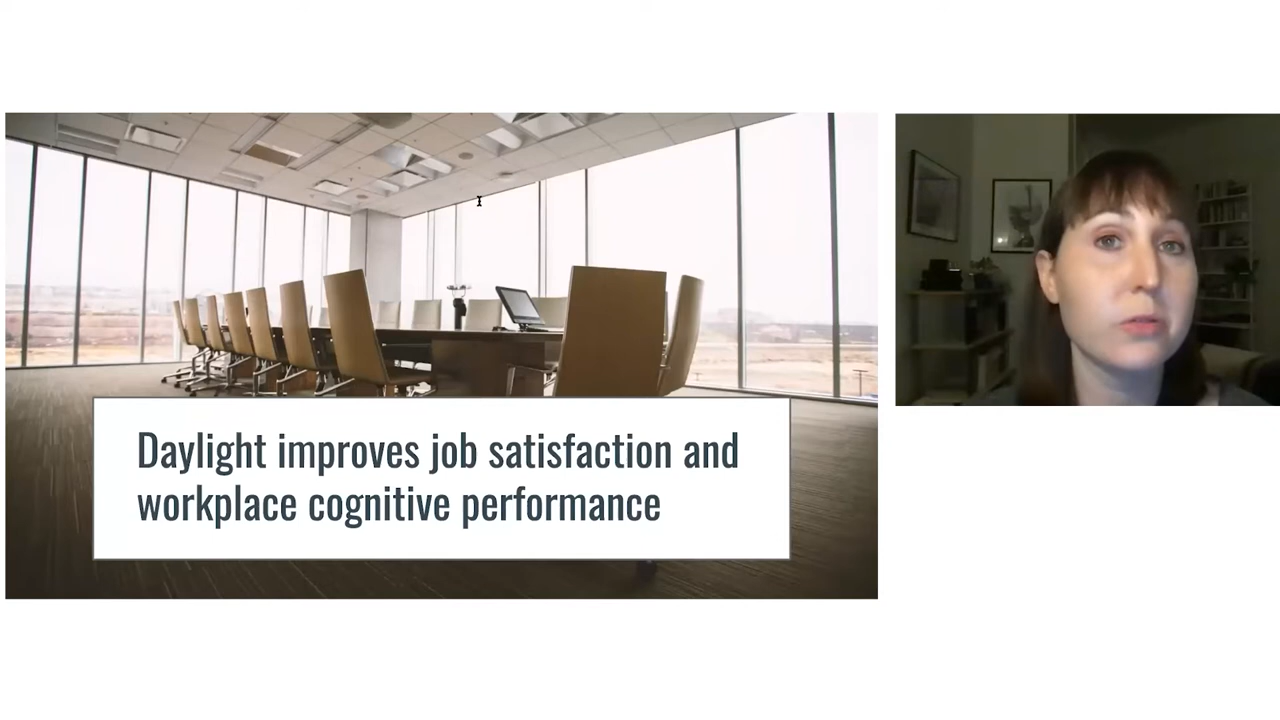 Daylight improves job satisfaction and
workplace cognitive performance